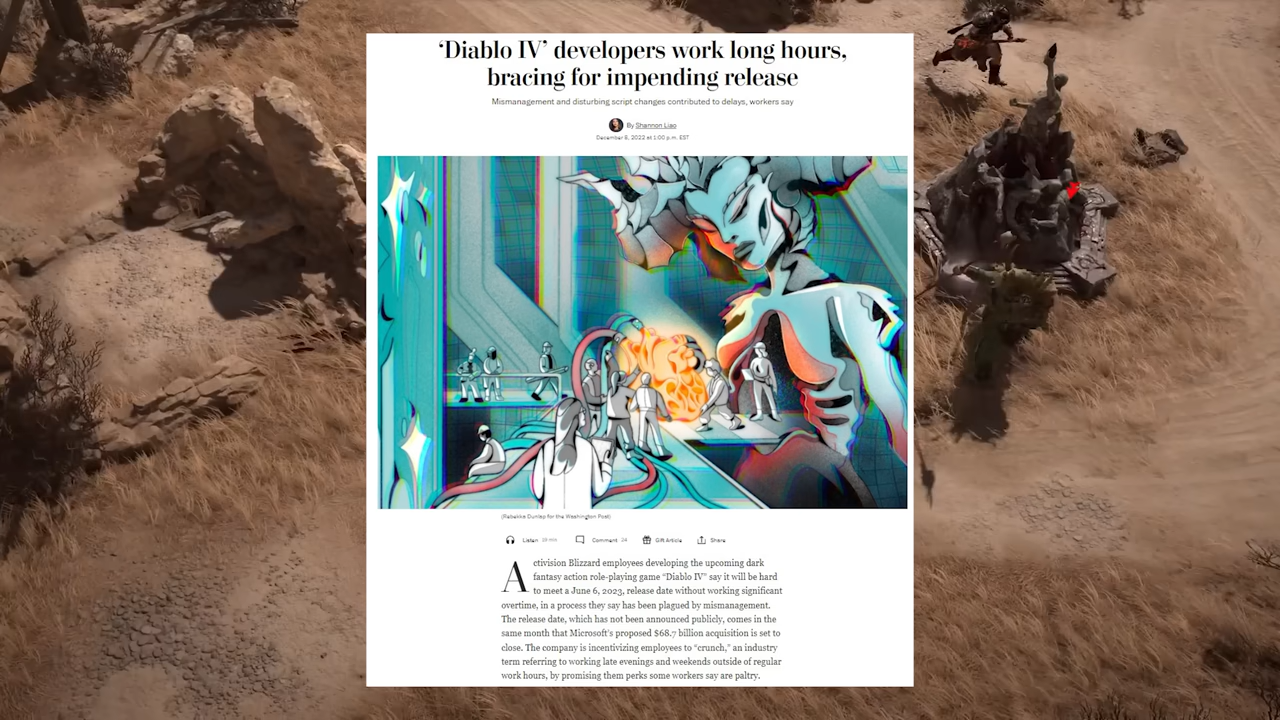 ‘Diablo IV’ developers work long hours,
bracing for impending release
Mismanagement and disturbing script changes contributed to delays, workers say
By Shannon Liao
December 8, 2022 at 1:00 p.m. EST
(Rebekka Dunlap for the Washington Post)
Listen
Comment 24
Gift Article
Share
Activision Blizzard employees developing the upcoming dark
fantasy action role-playing game “Diablo IV” say it will be hard
to meet a June 6, 2023, release date without working significant
overtime, in a process they say has been plagued by mismanagement.
The release date, which has not been announced publicly, comes in the
same month that Microsoft’s proposed $68.7 billion acquisition is set to
close. The company is incentivizing employees to “crunch,” an industry
term referring to working late evenings and weekends outside of regular
work hours, by promising them perks some workers say are paltry.